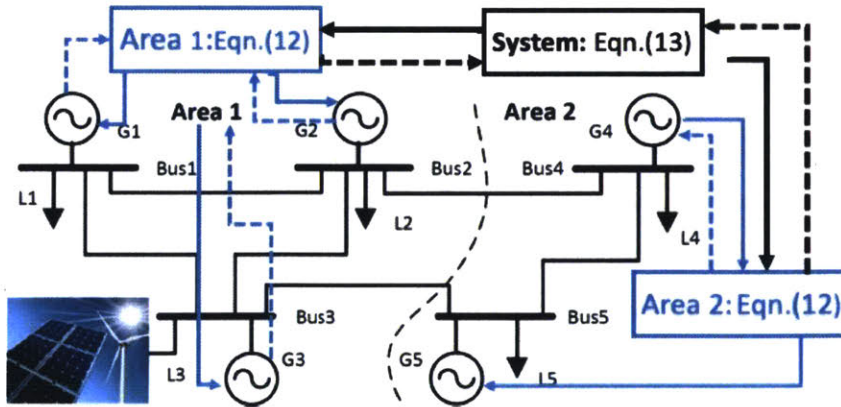 Area 1:Eqn.(12)
System: Eqn.(13)
G1
Area 1
G2
Area 2
G4
Bus1
Bus2
Bus4
L1
L2
L4
Area 2:Eqn.(12)
Bus3
Bus5
L3
G3
G5
L5